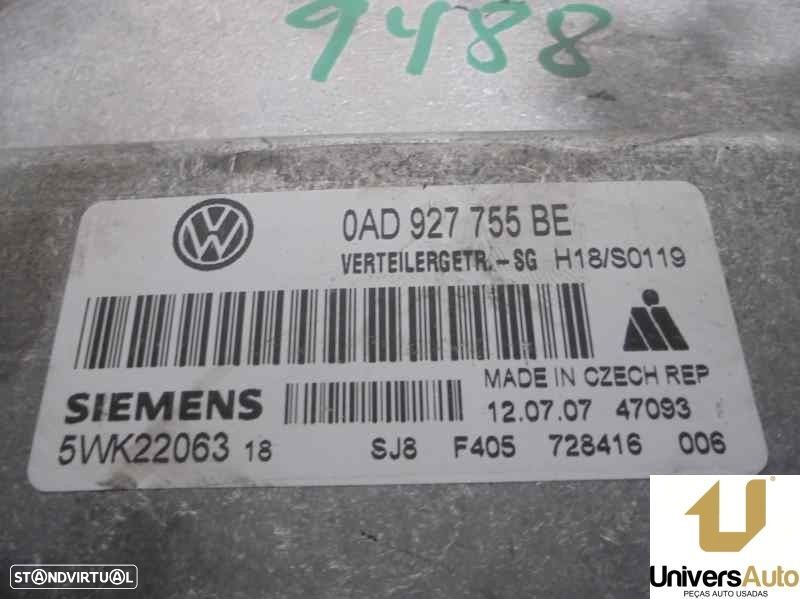 9488
0AD 927 755 BE
VERTEILERGETR.-SG H18/S0119
MADE IN CZECH REP
SIEMENS
12.07.07 47093
5WK22063 18
SJ8 F405 728416 006
STANDVIRTUAL
UniversAuto
PEÇAS AUTO USADAS